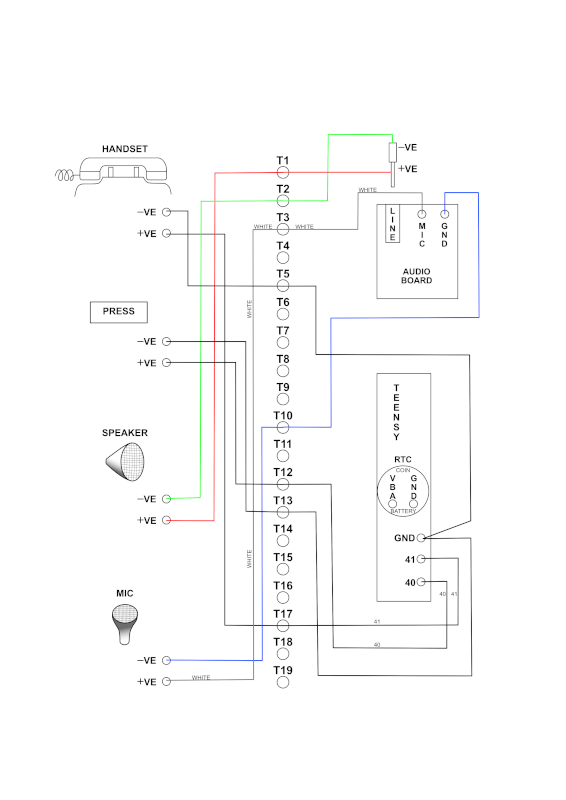 HANDSET
−VE
+VE
PRESS
−VE
+VE
SPEAKER
−VE
+VE
MIC
−VE
+VE
WHITE
WHITE
WHITE
WHITE
WHITE
T1
T2
T3
T4
T5
T6
T7
T8
T9
T10
T11
T12
T13
T14
T15
T16
T17
T18
T19
−VE
+VE
WHITE
LINE
MIC
GND
AUDIO
BOARD
TEENSY
RTC
COIN
VBA
GND
BATTERY
GND
41
40
40
41
41
40